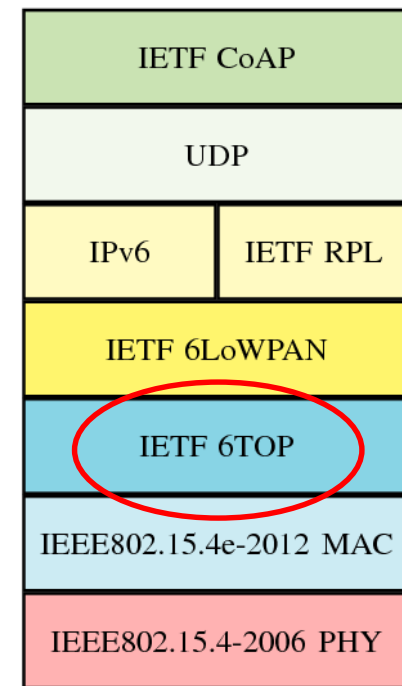 IETF CoAP
UDP
IPv6 IETF RPL
IETF 6LoWPAN
IETF 6TOP
IEEE802.15.4e-2012 MAC
IEEE802.15.4-2006 PHY